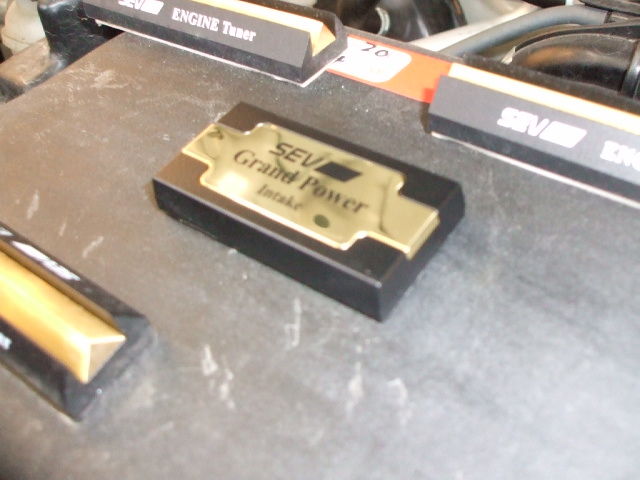 SEV ENGINE Tuner
20
SEV
SEV
Grand Power
Intake